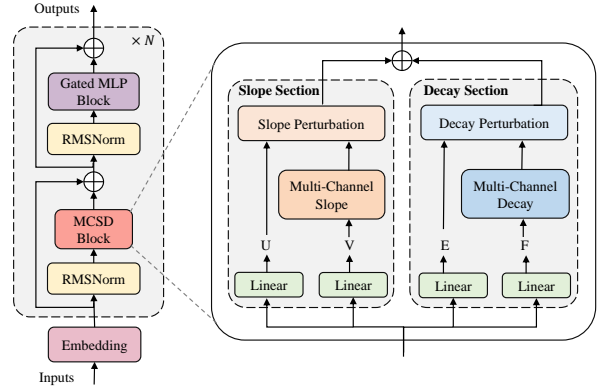 Outputs
× N
Gated MLP
Block
RMSNorm
MCSD
Block
RMSNorm
Embedding
Inputs
Slope Section
Slope Perturbation
Multi-Channel
Slope
U
V
Linear
Linear
Decay Section
Decay Perturbation
Multi-Channel
Decay
E
F
Linear
Linear